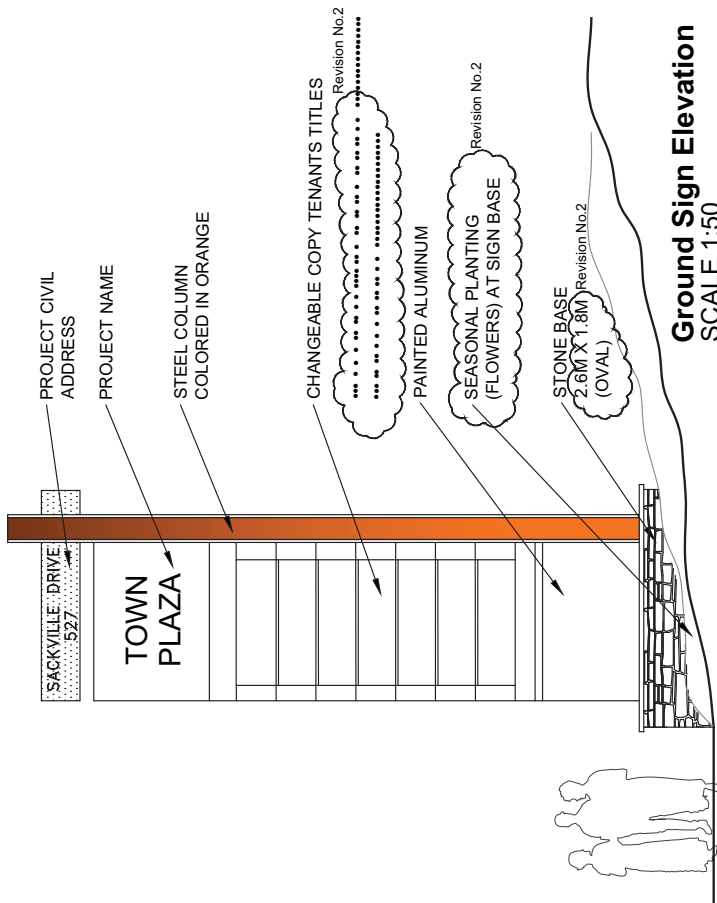 PROJECT CIVIL
ADDRESS
PROJECT NAME
STEEL COLUMN
COLORED IN ORANGE
CHANGEABLE COPY TENANTS TITLES
Revision No.2
PAINTED ALUMINUM
SEASONAL PLANTING
(FLOWERS) AT SIGN BASE
Revision No.2
STONE BASE
2.6M X 1.8M
(OVAL)
Revision No.2
SACKVILLE DRIVE
527
TOWN
PLAZA
Ground Sign Elevation
SCALE 1:50